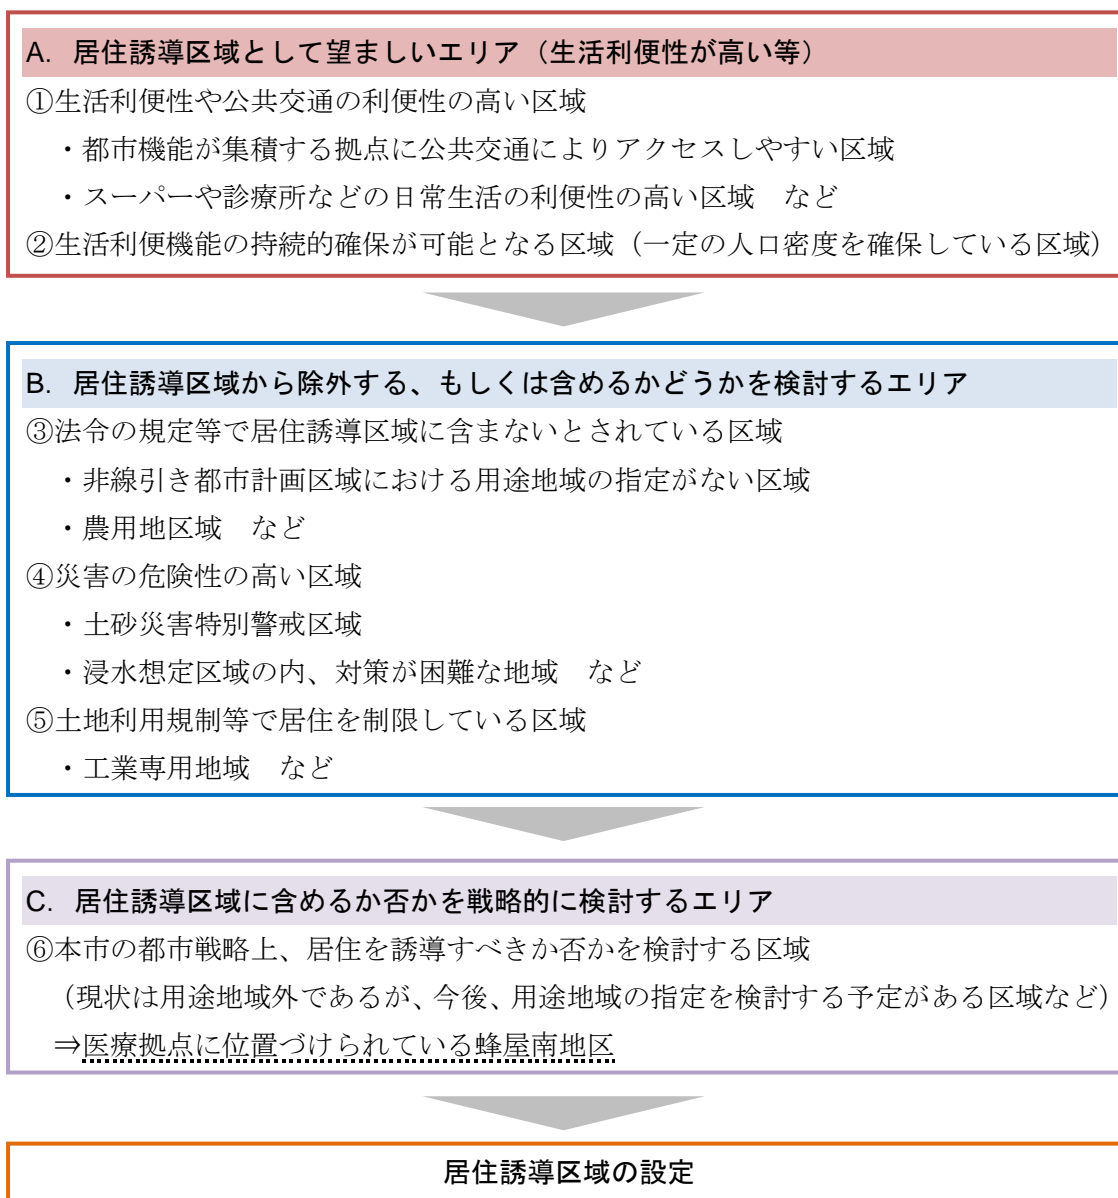 A. 居住誘導区域として望ましいエリア（生活利便性が高い等）
①生活利便性や公共交通の利便性の高い区域
・都市機能が集積する拠点に公共交通によりアクセスしやすい区域
・スーパーや診療所などの日常生活の利便性の高い区域　など
②生活利便機能の持続的確保が可能となる区域（一定の人口密度を確保している区域）
B. 居住誘導区域から除外する、もしくは含めるかどうかを検討するエリア
③法令の規定等で居住誘導区域に含まないとされている区域
・非線引き都市計画区域における用途地域の指定がない区域
・農用地区域　など
④災害の危険性の高い区域
・土砂災害特別警戒区域
・浸水想定区域の内、対策が困難な地域　など
⑤土地利用規制等で居住を制限している区域
・工業専用地域　など
C. 居住誘導区域に含めるか否かを戦略的に検討するエリア
⑥本市の都市戦略上、居住を誘導すべきか否かを検討する区域
（現状は用途地域外であるが、今後、用途地域の指定を検討する予定がある区域など）
⇒医療拠点に位置づけられている蜂屋南地区
居住誘導区域の設定